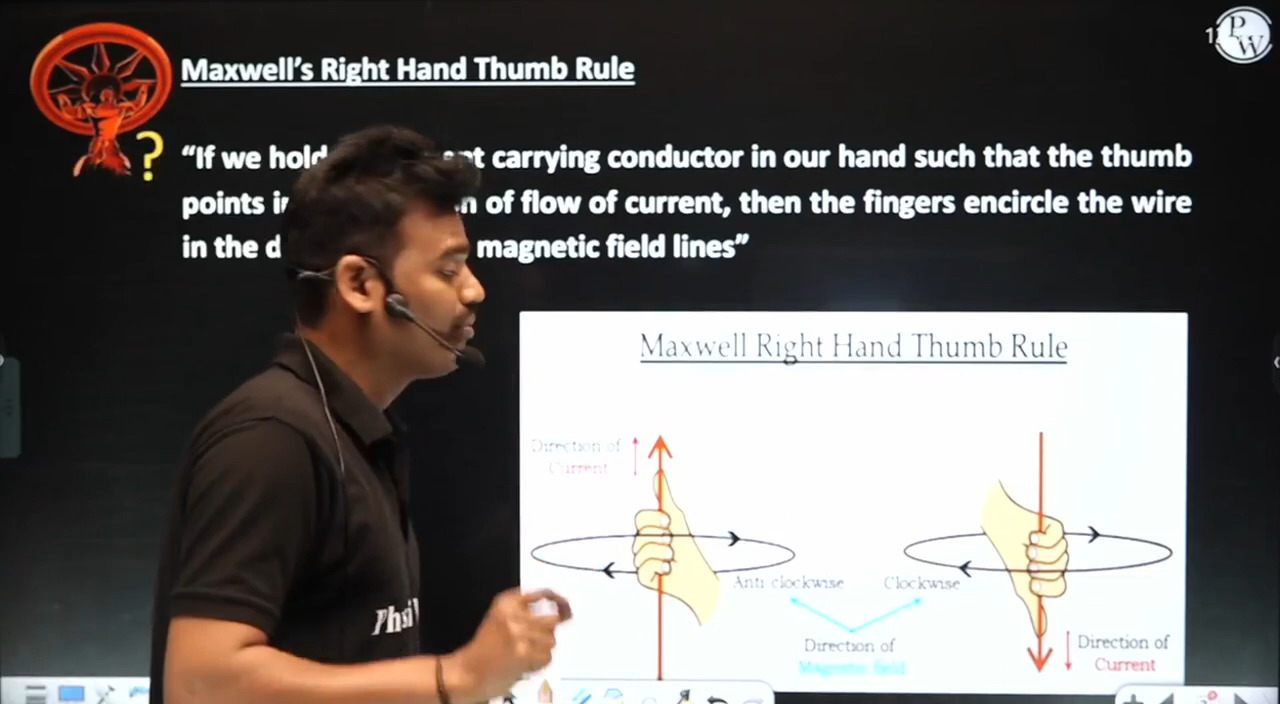 Maxwell's Right Hand Thumb Rule
P
W
"If we hold carrying conductor in our hand such that the thumb
points of flow of current, then the fingers encircle the wire
in the magnetic field lines"
Maxwell Right Hand Thumb Rule
Direction of
Current
Anti clockwise
Clockwise
Direction of
Magnetic field
Direction of
Current